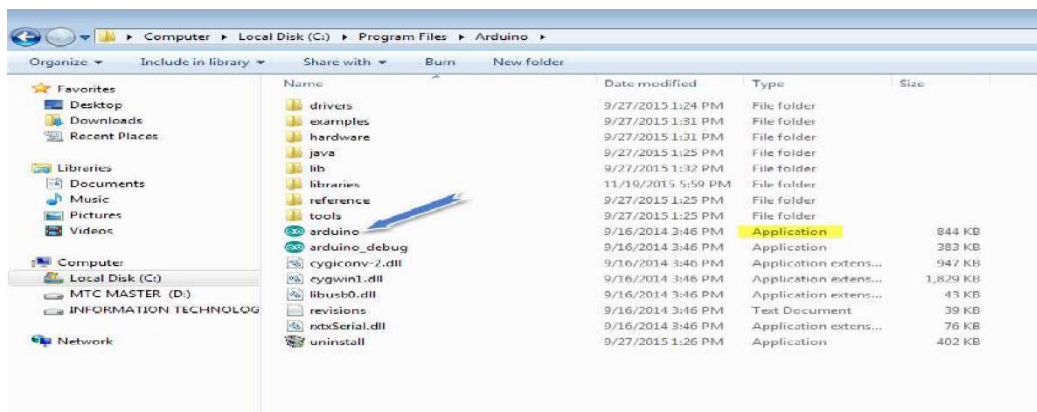 Computer ▸ Local Disk (C:) ▸ Program Files ▸ Arduino ▸
Organize Include in library Share with Burn New folder
Name Date modified Type Size
Favorites
Desktop
Downloads
Recent Places
Libraries
Documents
Music
Pictures
Videos
Computer
Local Disk (C:)
MTC MASTER (D:)
INFORMATION TECHNOLOG
Network
drivers 9/27/2015 1:24 PM File folder
examples 9/27/2015 1:31 PM File folder
hardware 9/27/2015 1:31 PM File folder
java 9/27/2015 1:25 PM File folder
lib 9/27/2015 1:32 PM File folder
libraries 11/19/2015 5:59 PM File folder
reference 9/27/2015 1:25 PM File folder
tools 9/27/2015 1:25 PM File folder
arduino 9/16/2014 3:46 PM Application 844 KB
arduino_debug 9/16/2014 3:46 PM Application 383 KB
cygiconv-2.dll 9/16/2014 3:46 PM Application extens... 947 KB
cygwin1.dll 9/16/2014 3:46 PM Application extens... 1,829 KB
libusb0.dll 9/16/2014 3:46 PM Application extens... 43 KB
revisions 9/16/2014 3:46 PM Text Document 39 KB
rxtxSerial.dll 9/16/2014 3:46 PM Application extens... 76 KB
uninstall 9/27/2015 1:26 PM Application 402 KB